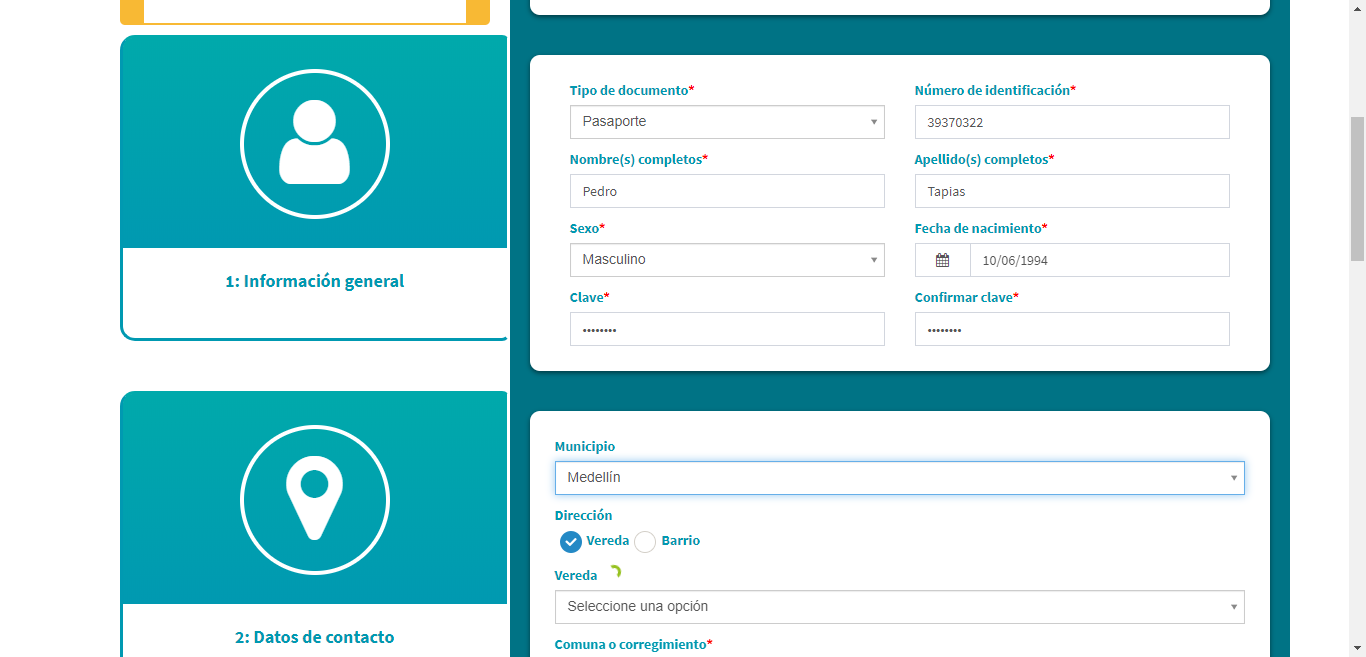 Tipo de documento*
Número de identificación*
Pasaporte
39370322
Nombre(s) completos*
Apellido(s) completos*
Pedro
Tapias
Sexo*
Fecha de nacimiento*
Masculino
10/06/1994
Clave*
Confirmar clave*
••••••••
••••••••
1: Información general
Municipio
Medellín
Dirección
Vereda Barrio
Vereda
Seleccione una opción
Comuna o corregimiento*
2: Datos de contacto